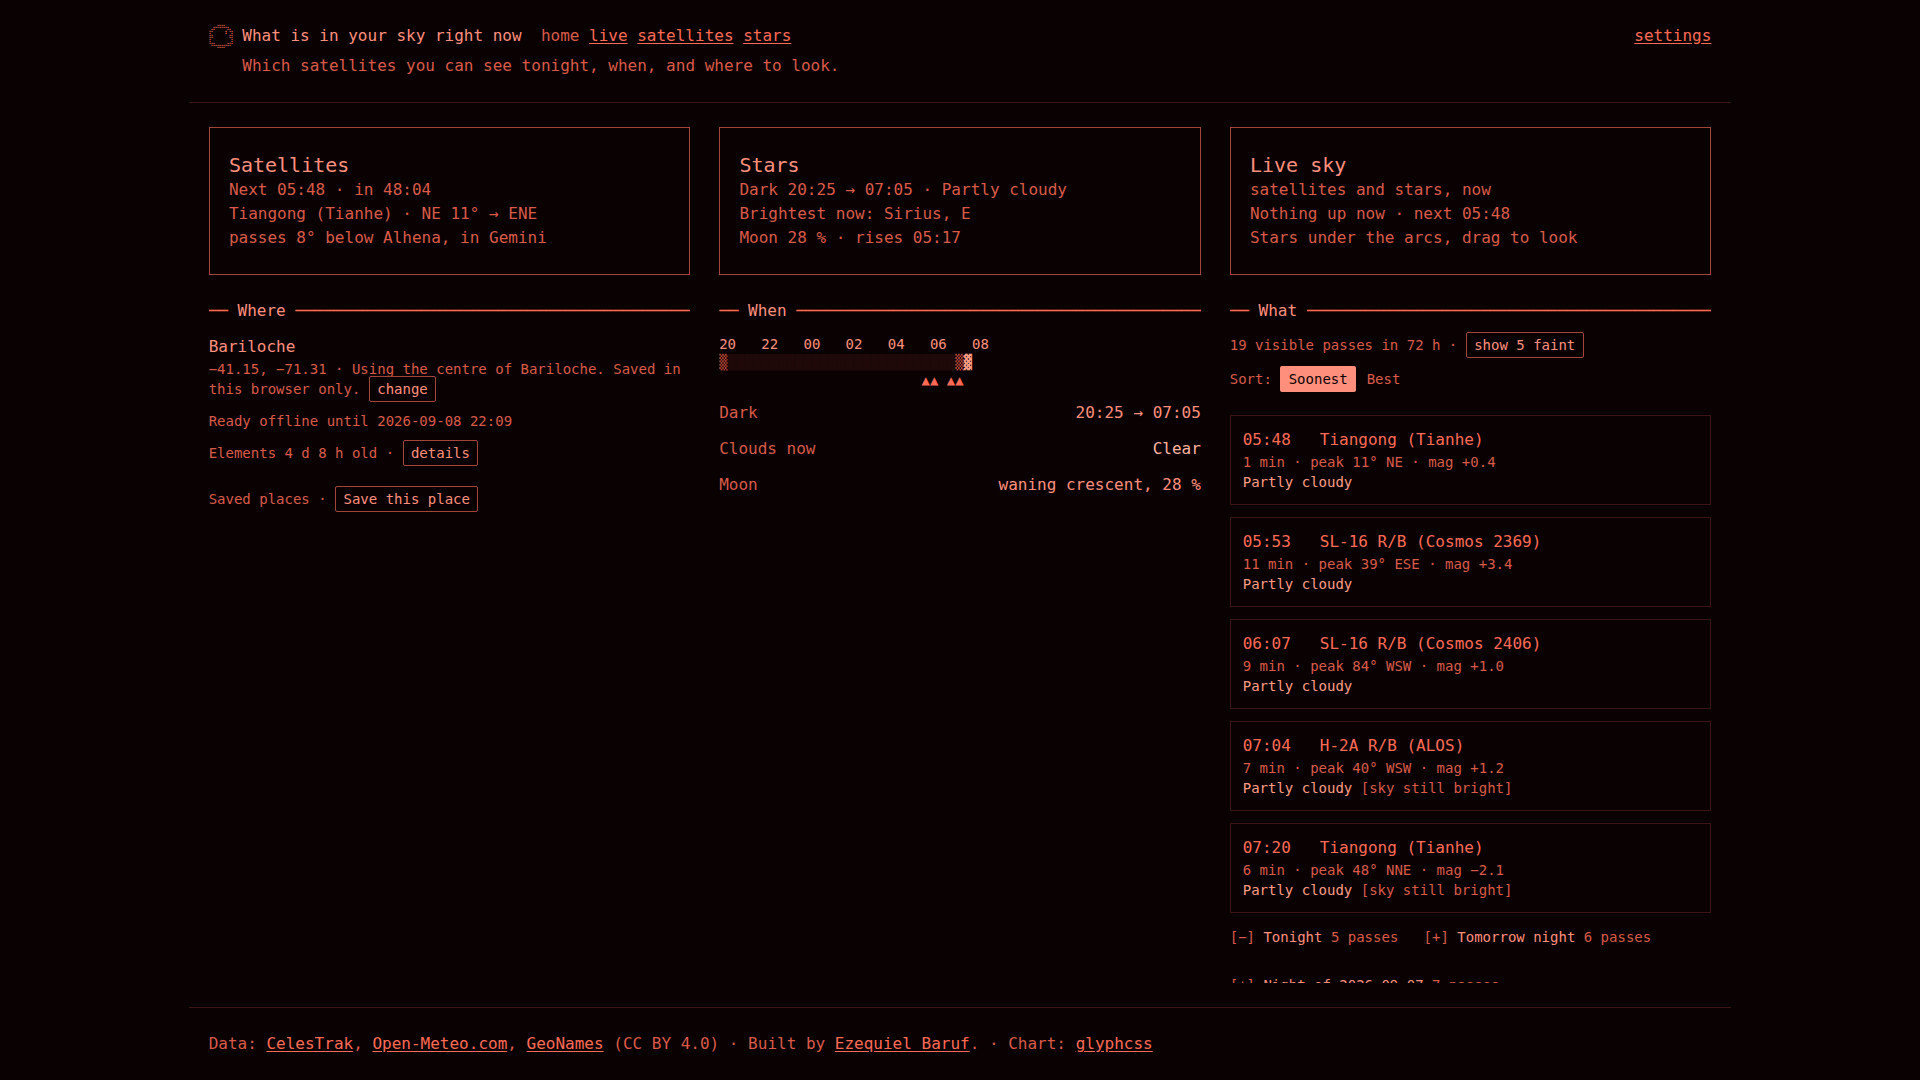 What is in your sky right now home live satellites stars settings
Which satellites you can see tonight, when, and where to look.
Satellites
Next 05:48 · in 48:04
Tiangong (Tianhe) · NE 11° → ENE
passes 8° below Alhena, in Gemini
Stars
Dark 20:25 → 07:05 · Partly cloudy
Brightest now: Sirius, E
Moon 28 % · rises 05:17
Live sky
satellites and stars, now
Nothing up now · next 05:48
Stars under the arcs, drag to look
Where
Bariloche
−41.15, −71.31 · Using the centre of Bariloche. Saved in
this browser only. change
Ready offline until 2026-09-08 22:09
Elements 4 d 8 h old · details
Saved places · Save this place
When
20 22 00 02 04 06 08
▲▲ ▲▲
Dark 20:25 → 07:05
Clouds now Clear
Moon waning crescent, 28 %
What
19 visible passes in 72 h · show 5 faint
Sort: Soonest Best
05:48 Tiangong (Tianhe)
1 min · peak 11° NE · mag +0.4
Partly cloudy
05:53 SL-16 R/B (Cosmos 2369)
11 min · peak 39° ESE · mag +3.4
Partly cloudy
06:07 SL-16 R/B (Cosmos 2406)
9 min · peak 84° WSW · mag +1.0
Partly cloudy
07:04 H-2A R/B (ALOS)
7 min · peak 40° WSW · mag +1.2
Partly cloudy [sky still bright]
07:20 Tiangong (Tianhe)
6 min · peak 48° NNE · mag −2.1
Partly cloudy [sky still bright]
[−] Tonight 5 passes [+] Tomorrow night 6 passes
[+] Night of 2026-09-07 7 passes
Data: CelesTrak, Open-Meteo.com, GeoNames (CC BY 4.0) · Built by Ezequiel Baruf. · Chart: glyphcss